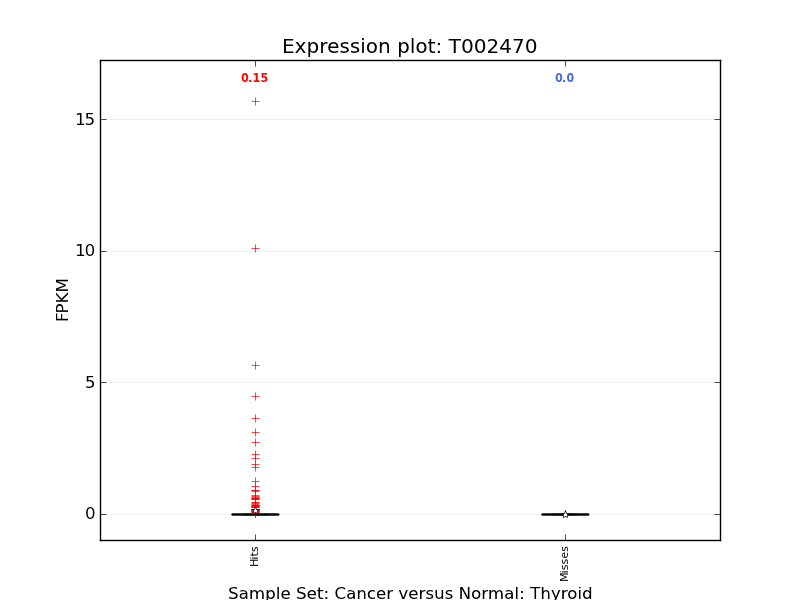 Expression plot: T002470
0.15
0.0
15
10
5
0
FPKM
Hits
Misses
Sample Set: Cancer versus Normal: Thyroid